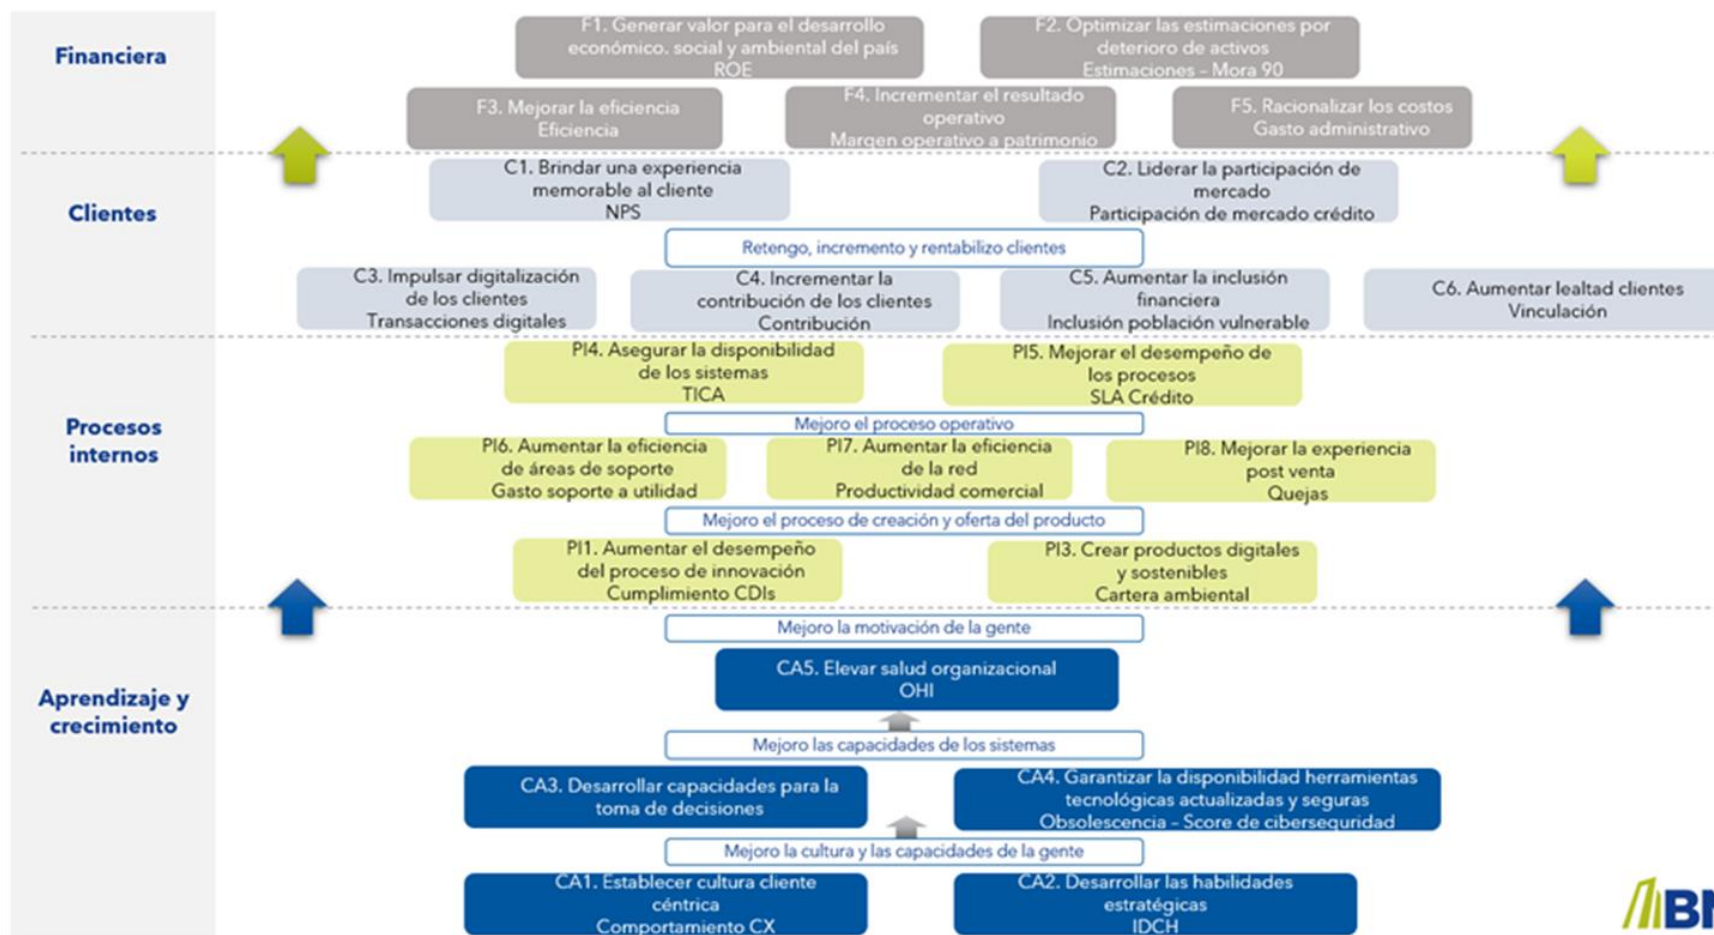 Financiera
F1. Generar valor para el desarrollo
económico. social y ambiental del país
ROE
F2. Optimizar las estimaciones por
deterioro de activos
Estimaciones – Mora 90
F3. Mejorar la eficiencia
Eficiencia
F4. Incrementar el resultado
operativo
Margen operativo a patrimonio
F5. Racionalizar los costos
Gasto administrativo
Clientes
C1. Brindar una experiencia
memorable al cliente
NPS
C2. Liderar la participación de
mercado
Participación de mercado crédito
Retengo, incremento y rentabilizo clientes
C3. Impulsar digitalización
de los clientes
Transacciones digitales
C4. Incrementar la
contribución de los clientes
Contribución
C5. Aumentar la inclusión
financiera
Inclusión población vulnerable
C6. Aumentar lealtad clientes
Vinculación
Procesos
internos
PI4. Asegurar la disponibilidad
de los sistemas
TICA
PI5. Mejorar el desempeño de
los procesos
SLA Crédito
Mejoro el proceso operativo
PI6. Aumentar la eficiencia
de áreas de soporte
Gasto soporte a utilidad
PI7. Aumentar la eficiencia
de la red
Productividad comercial
PI8. Mejorar la experiencia
post venta
Quejas
Mejoro el proceso de creación y oferta del producto
PI1. Aumentar el desempeño
del proceso de innovación
Cumplimiento CDIs
PI3. Crear productos digitales
y sostenibles
Cartera ambiental
Aprendizaje y
crecimiento
Mejoro la motivación de la gente
CA5. Elevar salud organizacional
OHI
Mejoro las capacidades de los sistemas
CA3. Desarrollar capacidades para la
toma de decisiones
CA4. Garantizar la disponibilidad herramientas
tecnológicas actualizadas y seguras
Obsolescencia – Score de ciberseguridad
Mejoro la cultura y las capacidades de la gente
CA1. Establecer cultura cliente
céntrica
Comportamiento CX
CA2. Desarrollar las habilidades
estratégicas
IDCH
BN